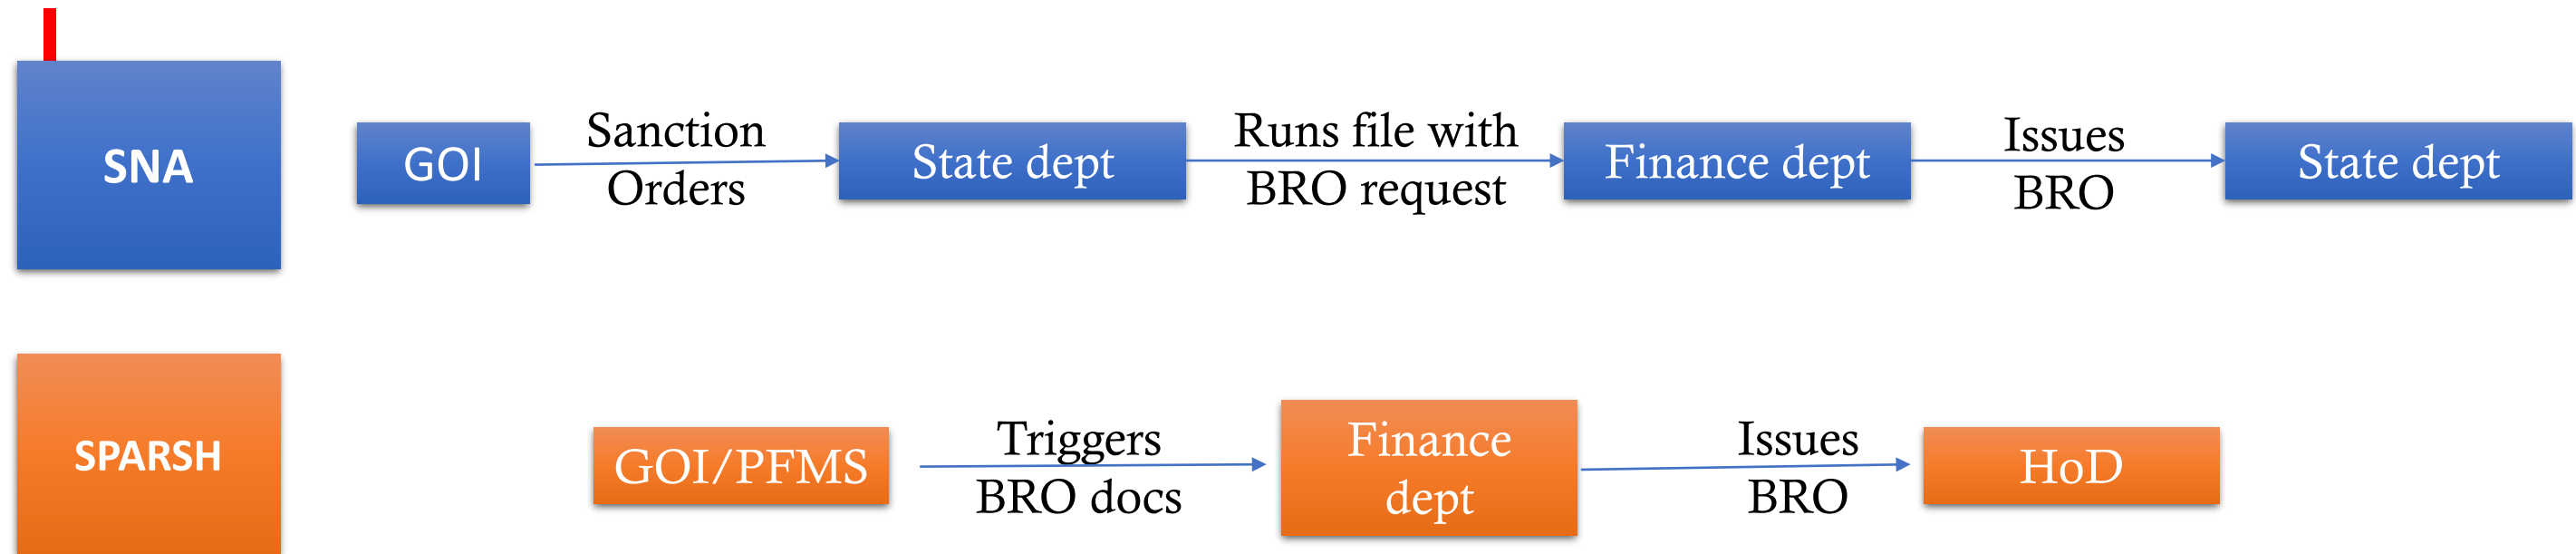 SNA
GOI
Sanction
Orders
State dept
Runs file with
BRO request
Finance dept
Issues
BRO
State dept
SPARSH
GOI/PFMS
Triggers
BRO docs
Finance
dept
Issues
BRO
HoD